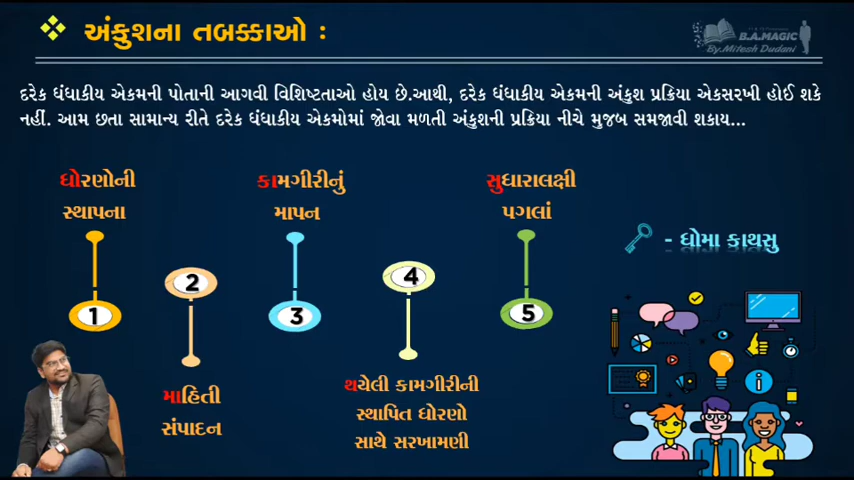 અંકુશના તબક્કાઓ :
B.A.MAGIC
By.Mitesh Dudani
દરેક ધંધાકીય એકમની પોતાની આગવી વિશિષ્ટતાઓ હોય છે.આથી, દરેક ધંધાકીય એકમની અંકુશ પ્રક્રિયા એકસરખી હોઈ શકે
નહીં. આમ છતા સામાન્ય રીતે દરેક ધંધાકીય એકમોમાં જોવા મળતી અંકુશની પ્રક્રિયા નીચે મુજબ સમજાવી શકાય...
ધોરણોની
સ્થાપના
1
2
માહિતી
સંપાદન
કામગીરીનું
માપન
3
4
થયેલી કામગીરીની
સ્થાપિત ધોરણો
સાથે સરખામણી
સુધારાલક્ષી
પગલાં
5
- ધોમા કાથસુ